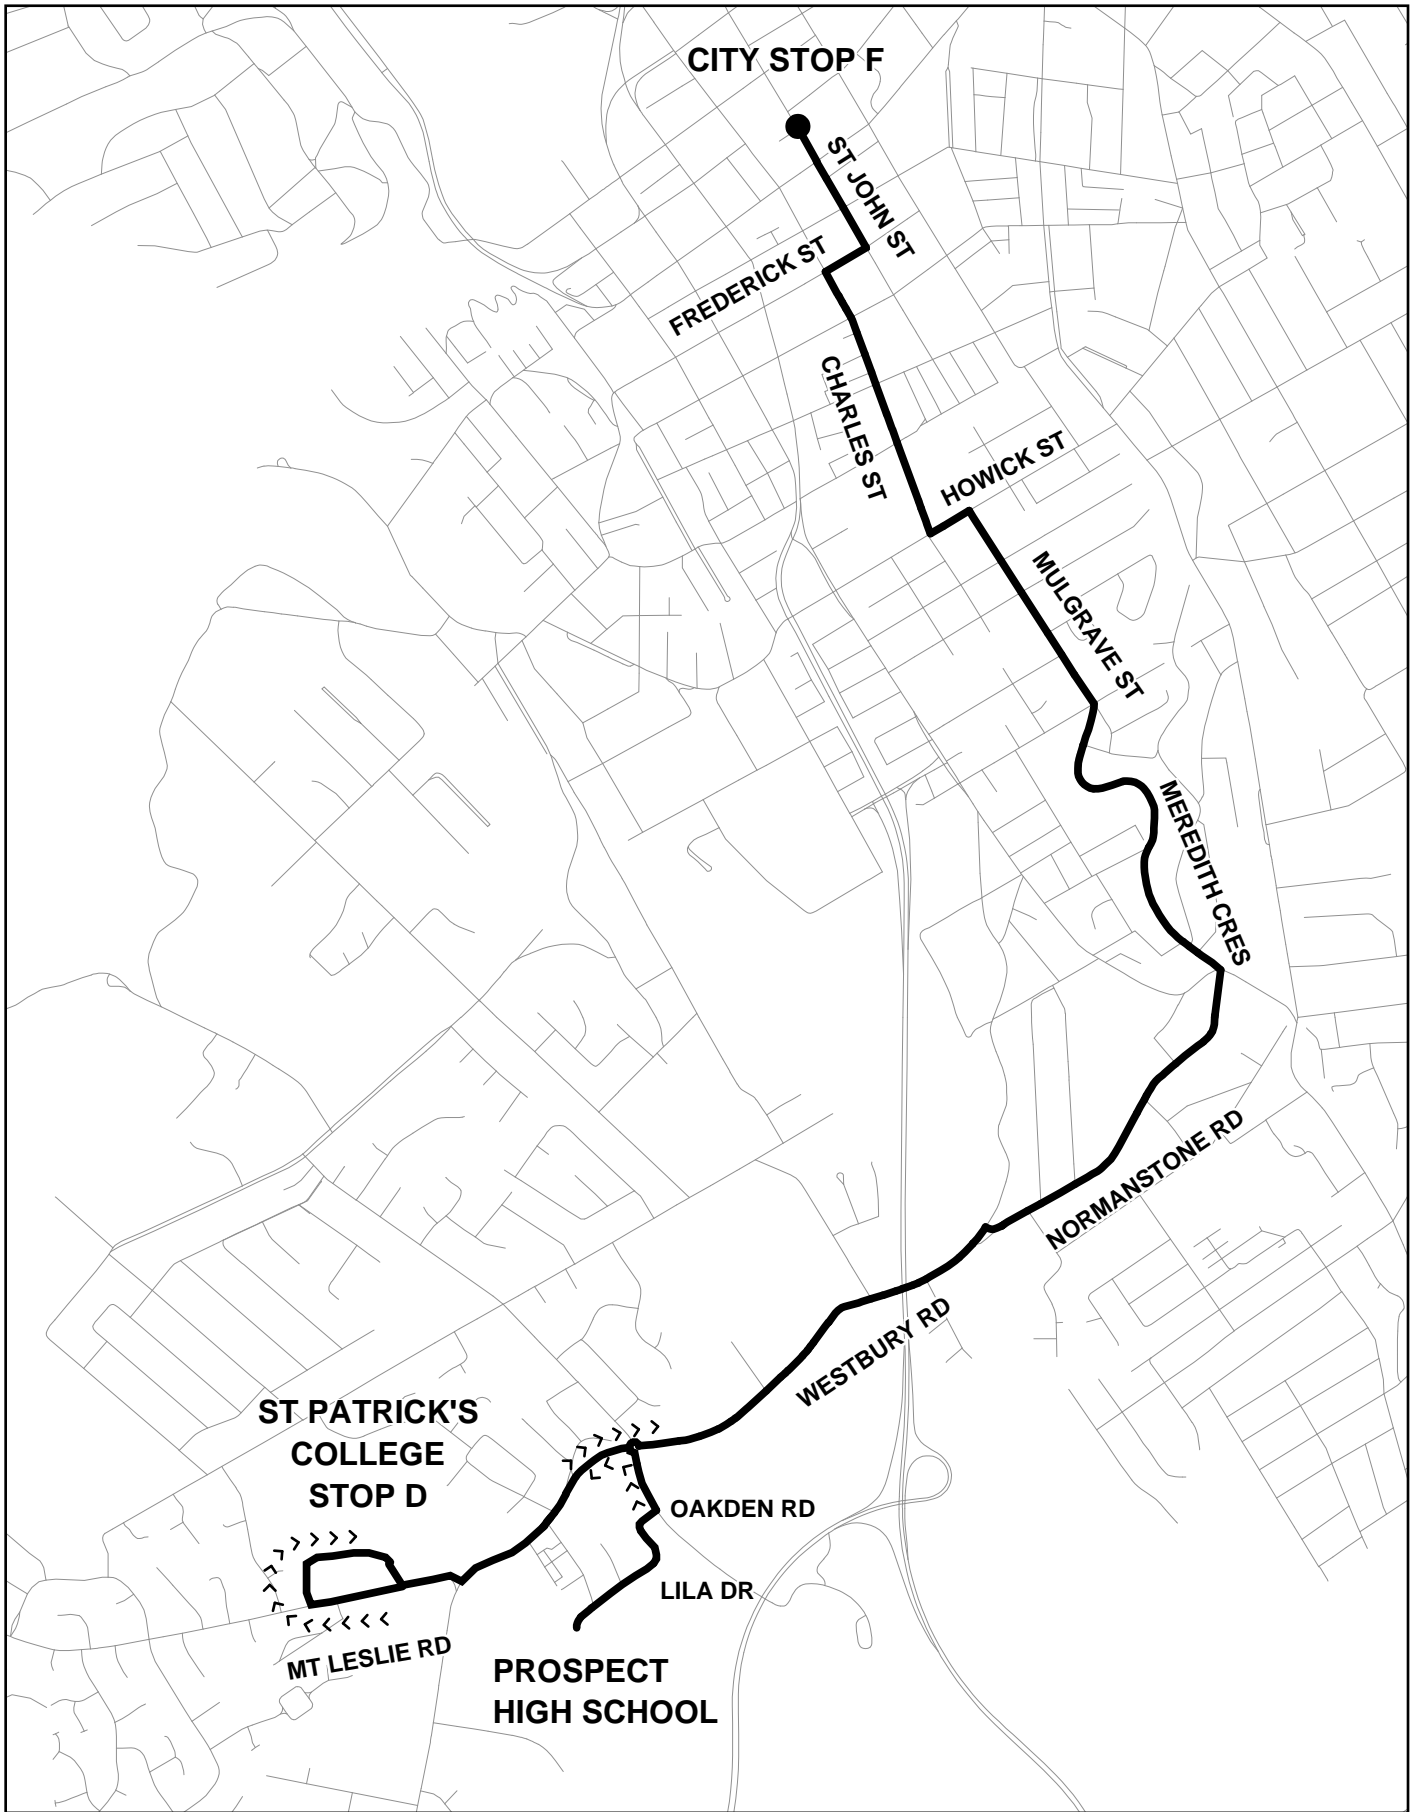 CITY STOP F
ST JOHN ST
FREDERICK ST
CHARLES ST
HOWICK ST
MULGRAVE ST
MEREDITH CRES
NORMANSTONE RD
WESTBURY RD
ST PATRICK'S
COLLEGE
STOP D
OAKDEN RD
LILA DR
MT LESLIE RD
PROSPECT
HIGH SCHOOL